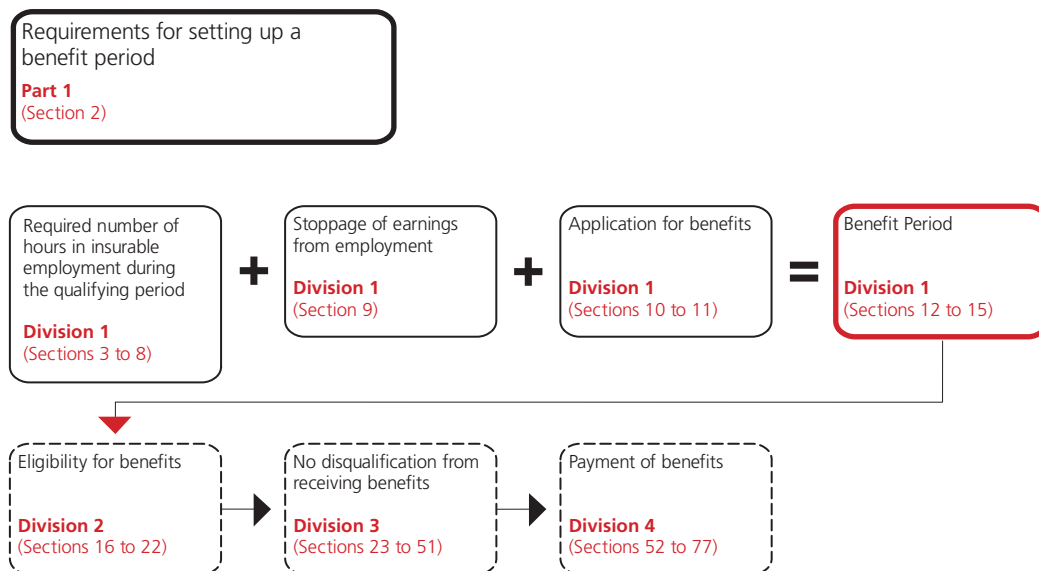 Requirements for setting up a
benefit period
Part 1
(Section 2)
Required number of
hours in insurable
employment during
the qualifying period
Division 1
(Sections 3 to 8)
+
Stoppage of earnings
from employment
Division 1
(Section 9)
+
Application for benefits
Division 1
(Sections 10 to 11)
=
Benefit Period
Division 1
(Sections 12 to 15)
Eligibility for benefits
Division 2
(Sections 16 to 22)
No disqualification from
receiving benefits
Division 3
(Sections 23 to 51)
Payment of benefits
Division 4
(Sections 52 to 77)